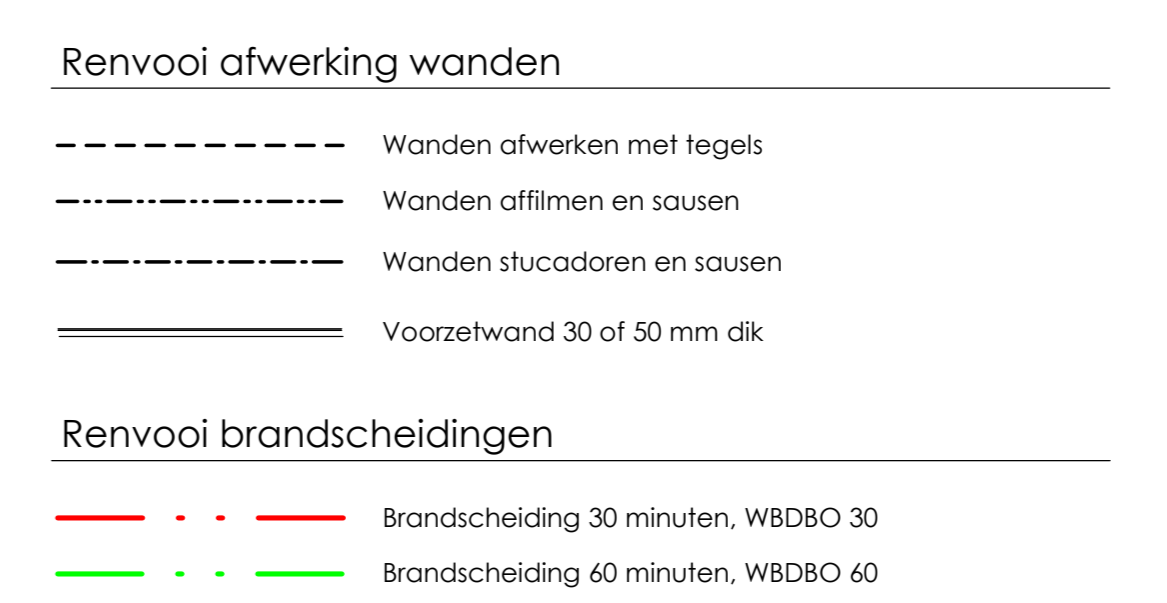 Renvooi afwerking wanden
Wanden afwerken met tegels
Wanden affilmen en sausen
Wanden stucadoren en sausen
Voorzetwand 30 of 50 mm dik
Renvooi brandscheidingen
Brandscheiding 30 minuten, WBDBO 30
Brandscheiding 60 minuten, WBDBO 60